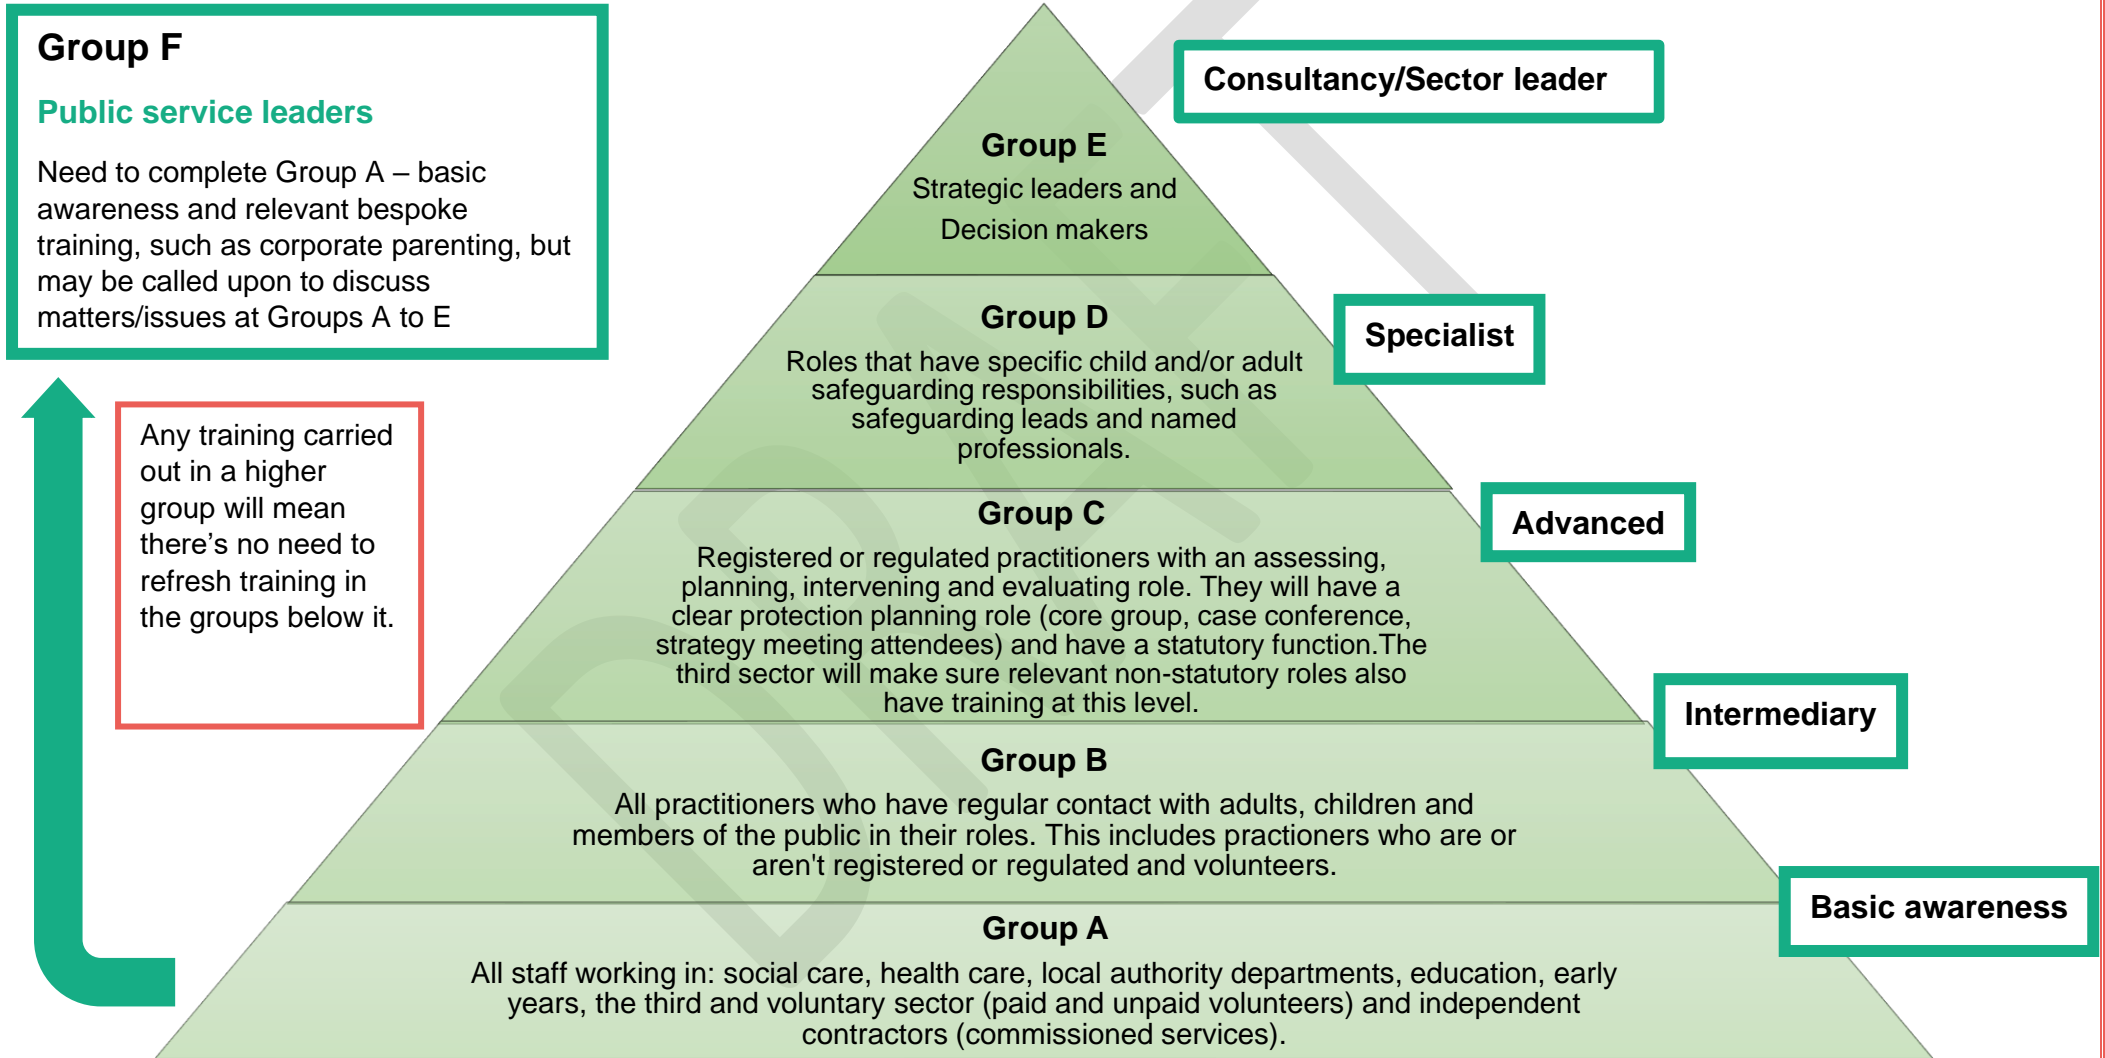 Group F
Public service leaders
Need to complete Group A – basic
awareness and relevant bespoke
training, such as corporate parenting, but
may be called upon to discuss
matters/issues at Groups A to E
Any training carried
out in a higher
group will mean
there’s no need to
refresh training in
the groups below it.
Consultancy/Sector leader
Group E
Strategic leaders and
Decision makers
Specialist
Group D
Roles that have specific child and/or adult
safeguarding responsibilities, such as
safeguarding leads and named
professionals.
Advanced
Group C
Registered or regulated practitioners with an assessing,
planning, intervening and evaluating role. They will have a
clear protection planning role (core group, case conference,
strategy meeting attendees) and have a statutory function.The
third sector will make sure relevant non-statutory roles also
have training at this level.
Intermediary
Group B
All practitioners who have regular contact with adults, children and
members of the public in their roles. This includes practioners who are or
aren't registered or regulated and volunteers.
Basic awareness
Group A
All staff working in: social care, health care, local authority departments, education, early
years, the third and voluntary sector (paid and unpaid volunteers) and independent
contractors (commissioned services).
DRAFT